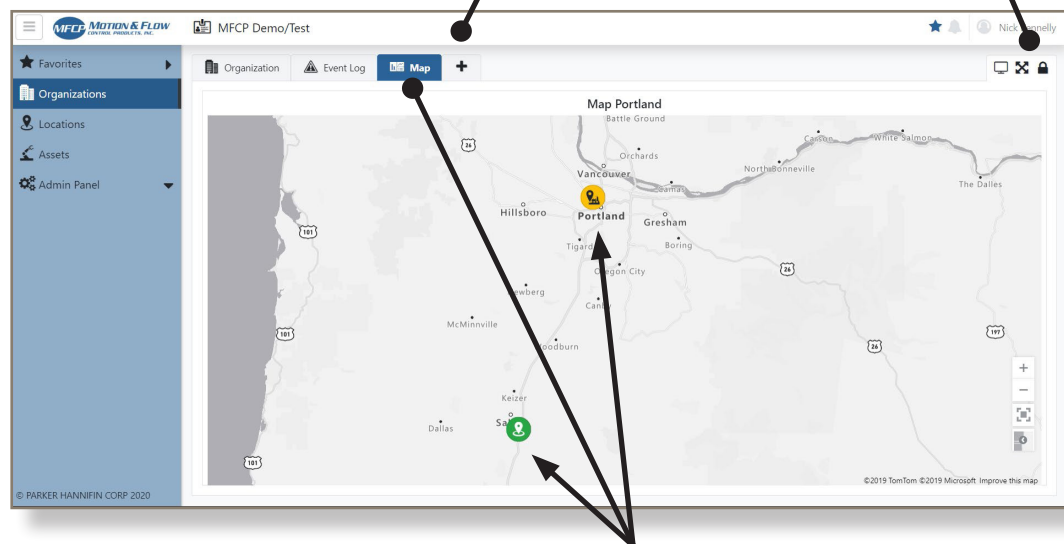 MFCP MOTION & FLOW
CONTROL PRODUCTS, INC.
MFCP Demo/Test
Nick
Favorites
Organizations
Locations
Assets
Admin Panel
Organization
Event Log
Map
+
Map Portland
Battle Ground
26
Orchards
Carson
White Salmon
Vancouver
Camas
North Bonneville
The Dalles
Hillsboro
Portland
Gresham
101
Tigard
Boring
Oregon City
26
Newberg
Canby
McMinnville
101
197
Woodburn
26
+
−
Keizer
Dallas
101
©2019 TomTom ©2019 Microsoft Improve this map
© PARKER HANNIFIN CORP 2020